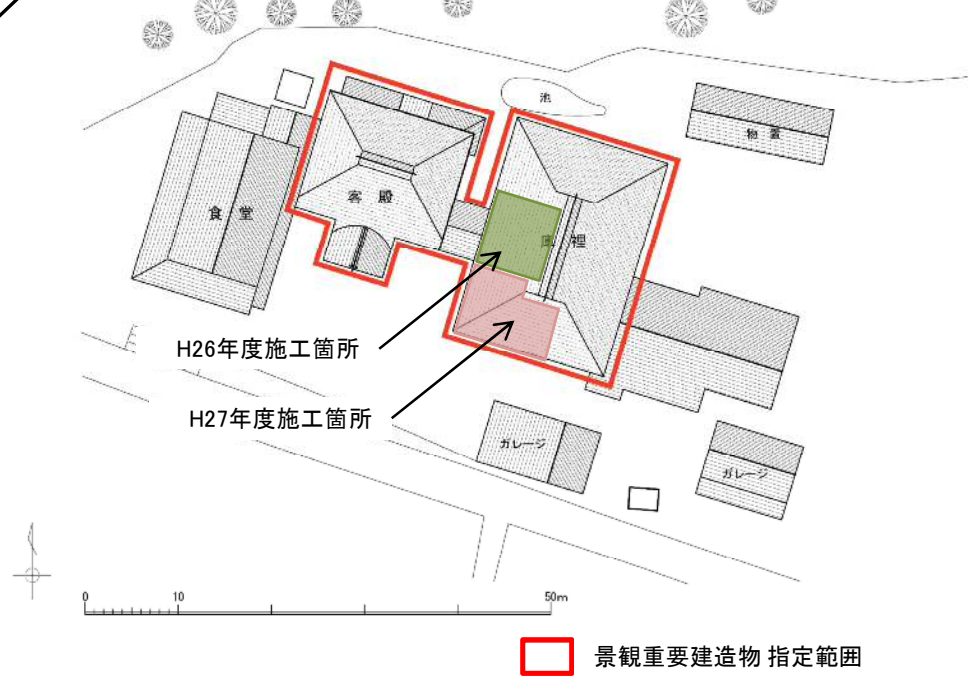 池
物置
客殿
食堂
庫裡
H26年度施工箇所
H27年度施工箇所
ガレージ
ガレージ
0 10 50m
景観重要建造物 指定範囲